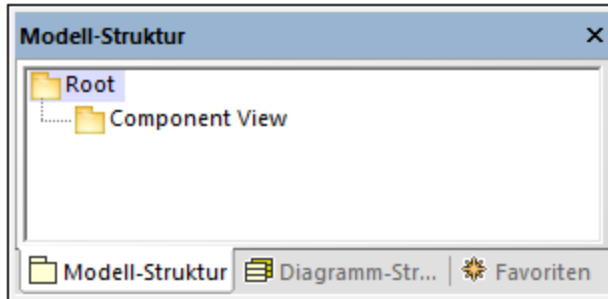 Modell-Struktur
Root
Component View
Modell-Struktur Diagramm-Str... Favoriten